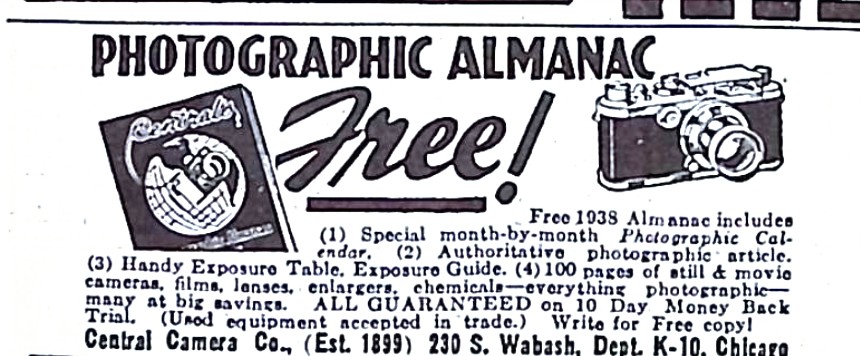 PHOTOGRAPHIC ALMANAC
Central
Free!
Free 1938 Almanac includes
(1) Special month-by-month Photographic Cal-
endar. (2) Authoritative photographic article.
(3) Handy Exposure Table, Exposure Guide. (4) 100 pages of still & movie
cameras, films, lenses, enlargers, chemicals—everything photographic—
many at big savings. ALL GUARANTEED on 10 Day Money Back
Trial. (Used equipment accepted in trade.) Write for Free copy!
Central Camera Co., (Est. 1899) 230 S. Wabash, Dept. K-10, Chicago